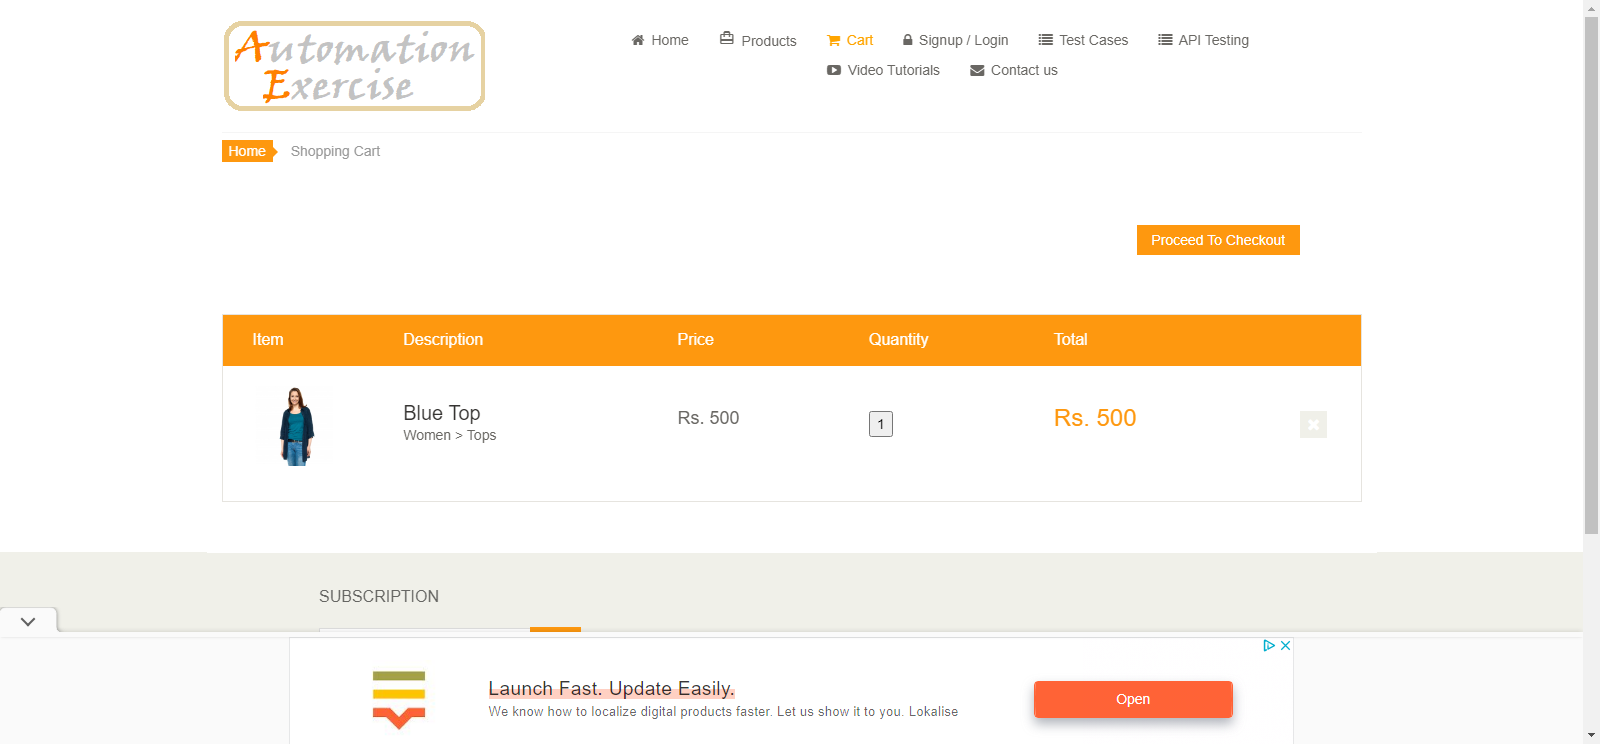 Automation
Exercise
Home
Products
Cart
Signup / Login
Test Cases
API Testing
Video Tutorials
Contact us
Home
Shopping Cart
Proceed To Checkout
Item Description Price Quantity Total
Blue Top
Women > Tops
Rs. 500
1
Rs. 500
SUBSCRIPTION
Launch Fast. Update Easily.
We know how to localize digital products faster. Let us show it to you. Lokalise
Open